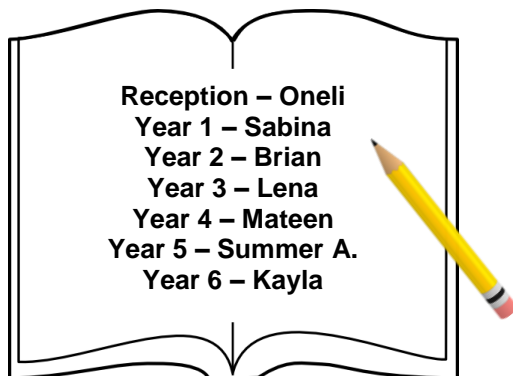 Reception – Oneli
Year 1 – Sabina
Year 2 – Brian
Year 3 – Lena
Year 4 – Mateen
Year 5 – Summer A.
Year 6 – Kayla